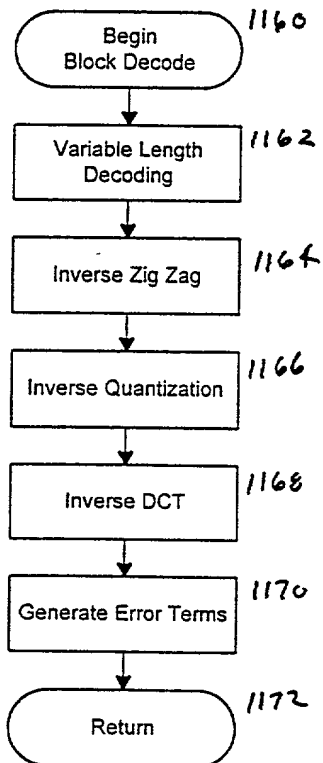 1160
Begin
Block Decode
1162
Variable Length
Decoding
1164
Inverse Zig Zag
1166
Inverse Quantization
1168
Inverse DCT
1170
Generate Error Terms
1172
Return